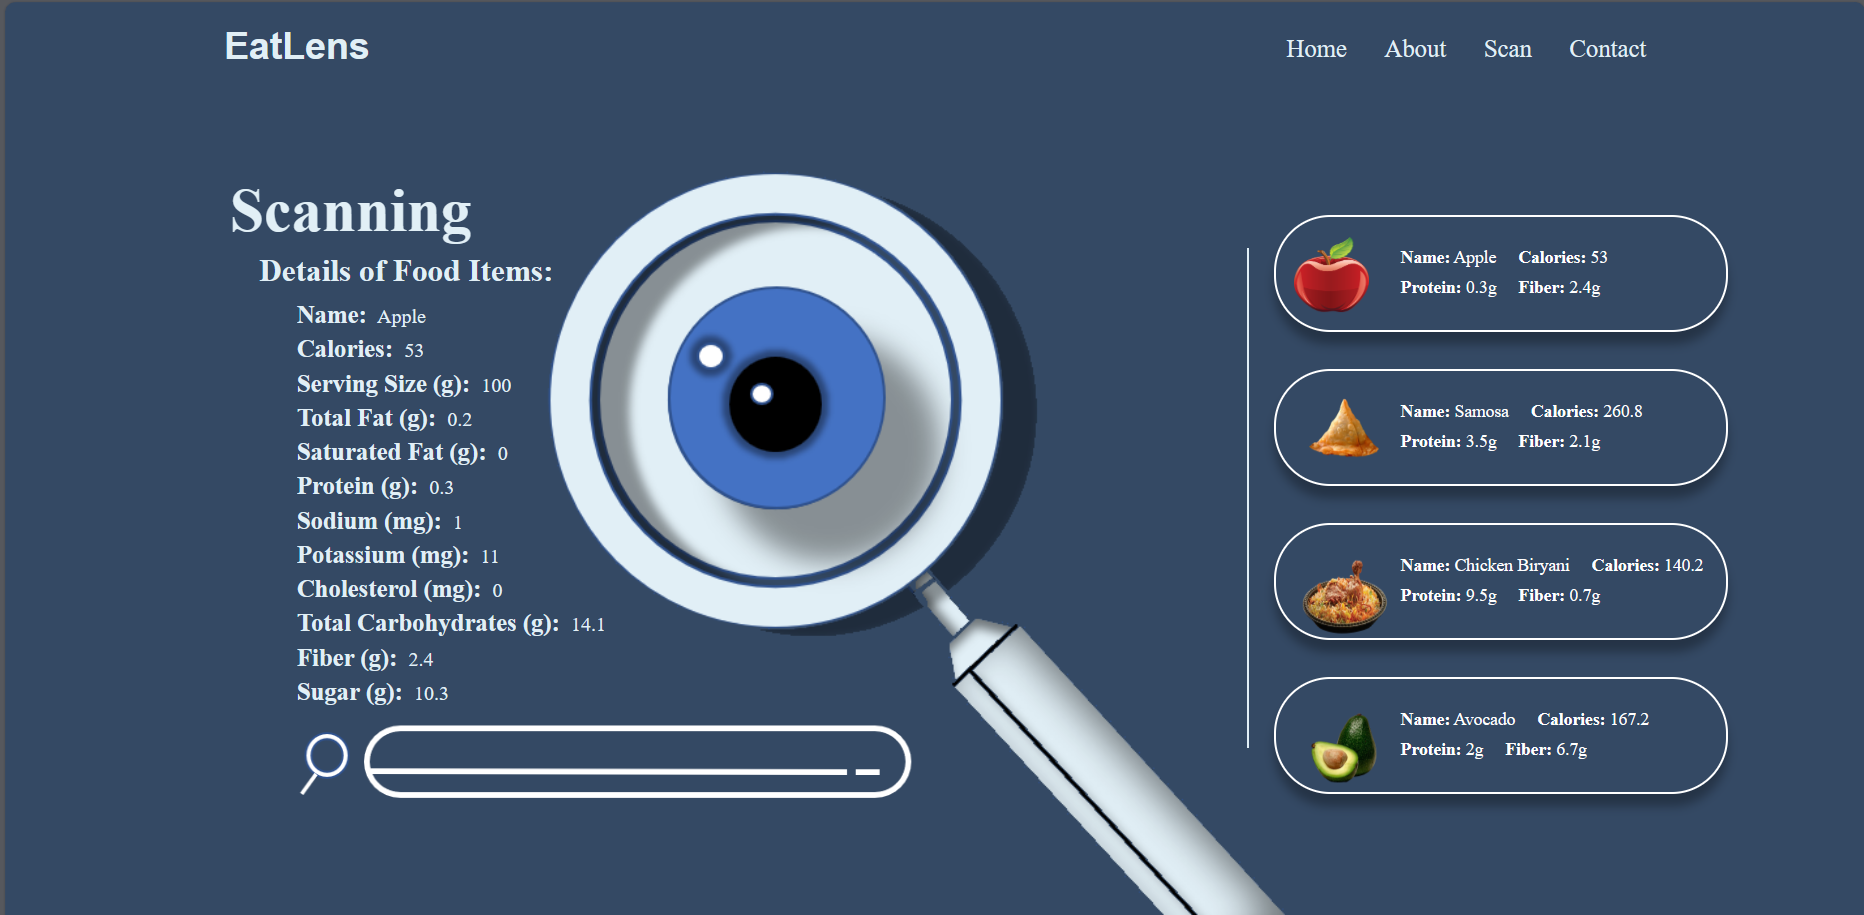 EatLens
Home About Scan Contact
Scanning
Details of Food Items:
Name: Apple
Calories: 53
Serving Size (g): 100
Total Fat (g): 0.2
Saturated Fat (g): 0
Protein (g): 0.3
Sodium (mg): 1
Potassium (mg): 11
Cholesterol (mg): 0
Total Carbohydrates (g): 14.1
Fiber (g): 2.4
Sugar (g): 10.3
Name: Apple Calories: 53
Protein: 0.3g Fiber: 2.4g
Name: Samosa Calories: 260.8
Protein: 3.5g Fiber: 2.1g
Name: Chicken Biryani Calories: 140.2
Protein: 9.5g Fiber: 0.7g
Name: Avocado Calories: 167.2
Protein: 2g Fiber: 6.7g